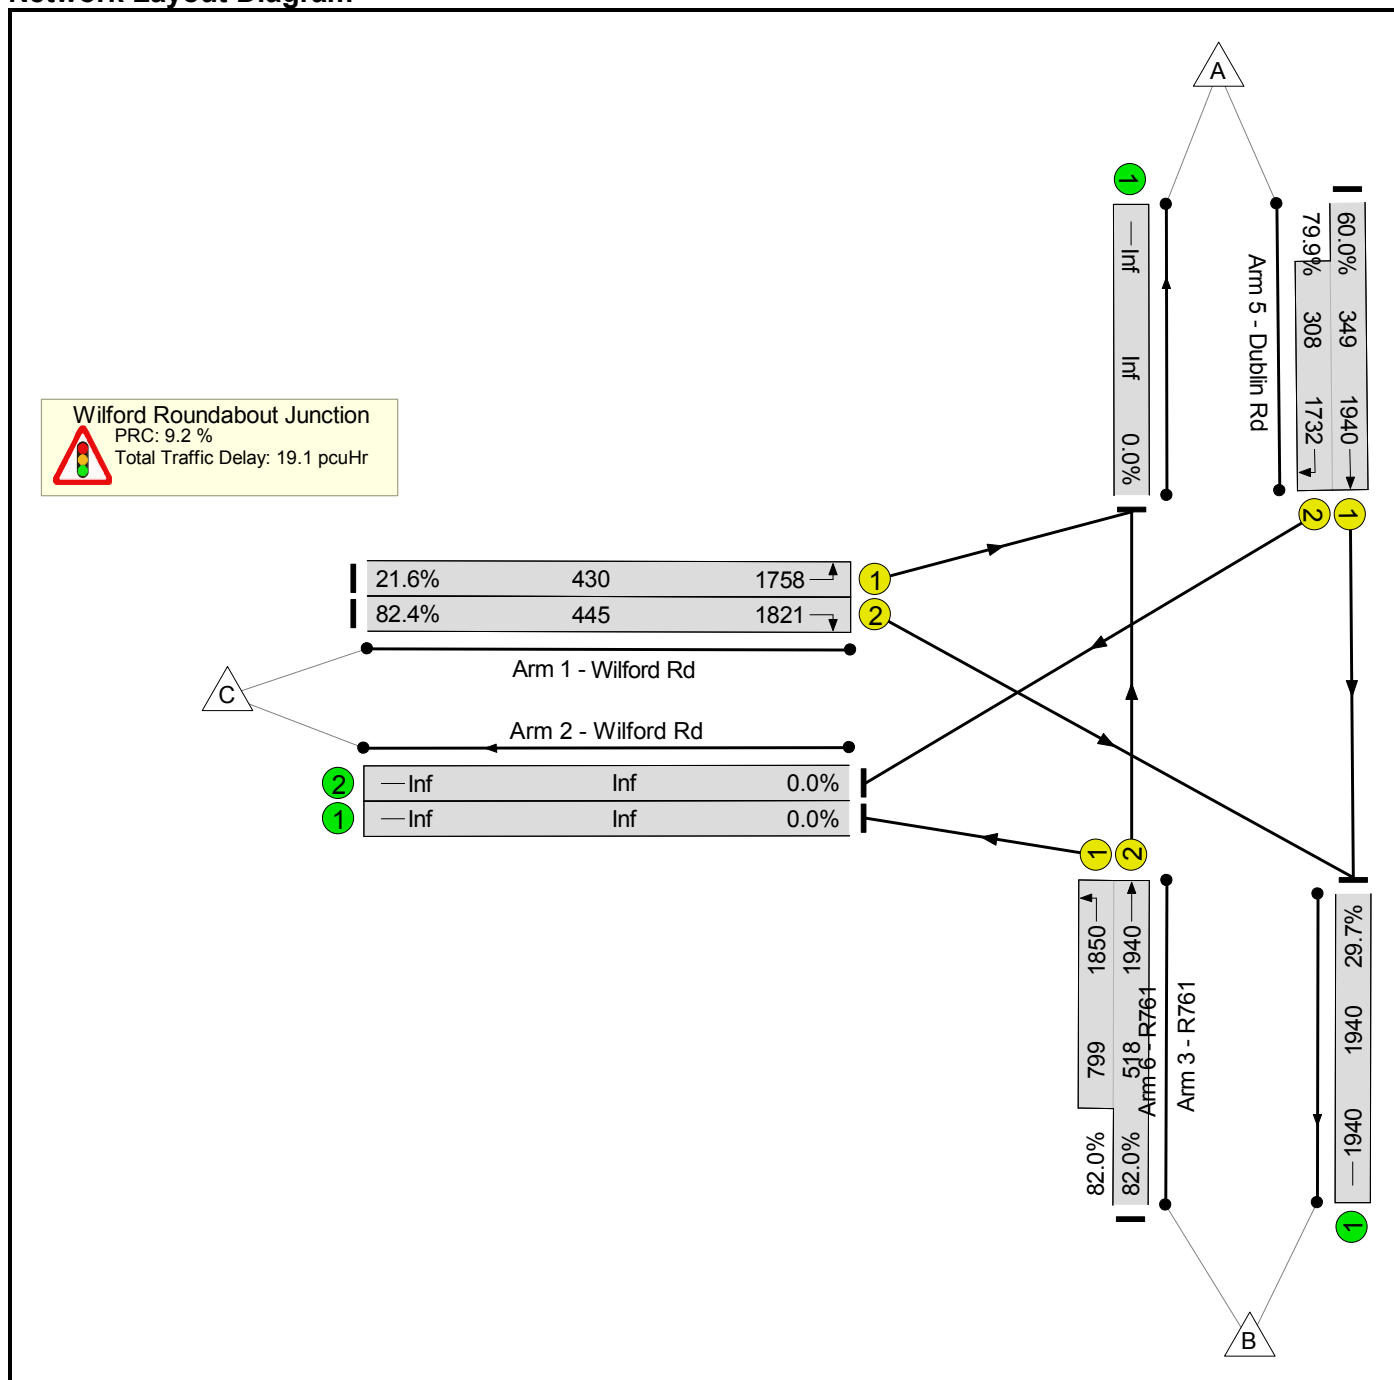 Network Layout Diagram
A
1
Inf
Inf
0.0%
Arm 5 - Dublin Rd
79.9% 308 1732
60.0% 349 1940
2 1
Wilford Roundabout Junction
PRC: 9.2 %
Total Traffic Delay: 19.1 pcuHr
21.6% 430 1758 1
82.4% 445 1821 2
Arm 1 - Wilford Rd
C
Arm 2 - Wilford Rd
2 Inf Inf 0.0%
1 Inf Inf 0.0%
1 2
82.0% 799 1850
82.0% 518 1940
Arm 6 - R761
Arm 3 - R761
1940 1940 29.7%
1
B